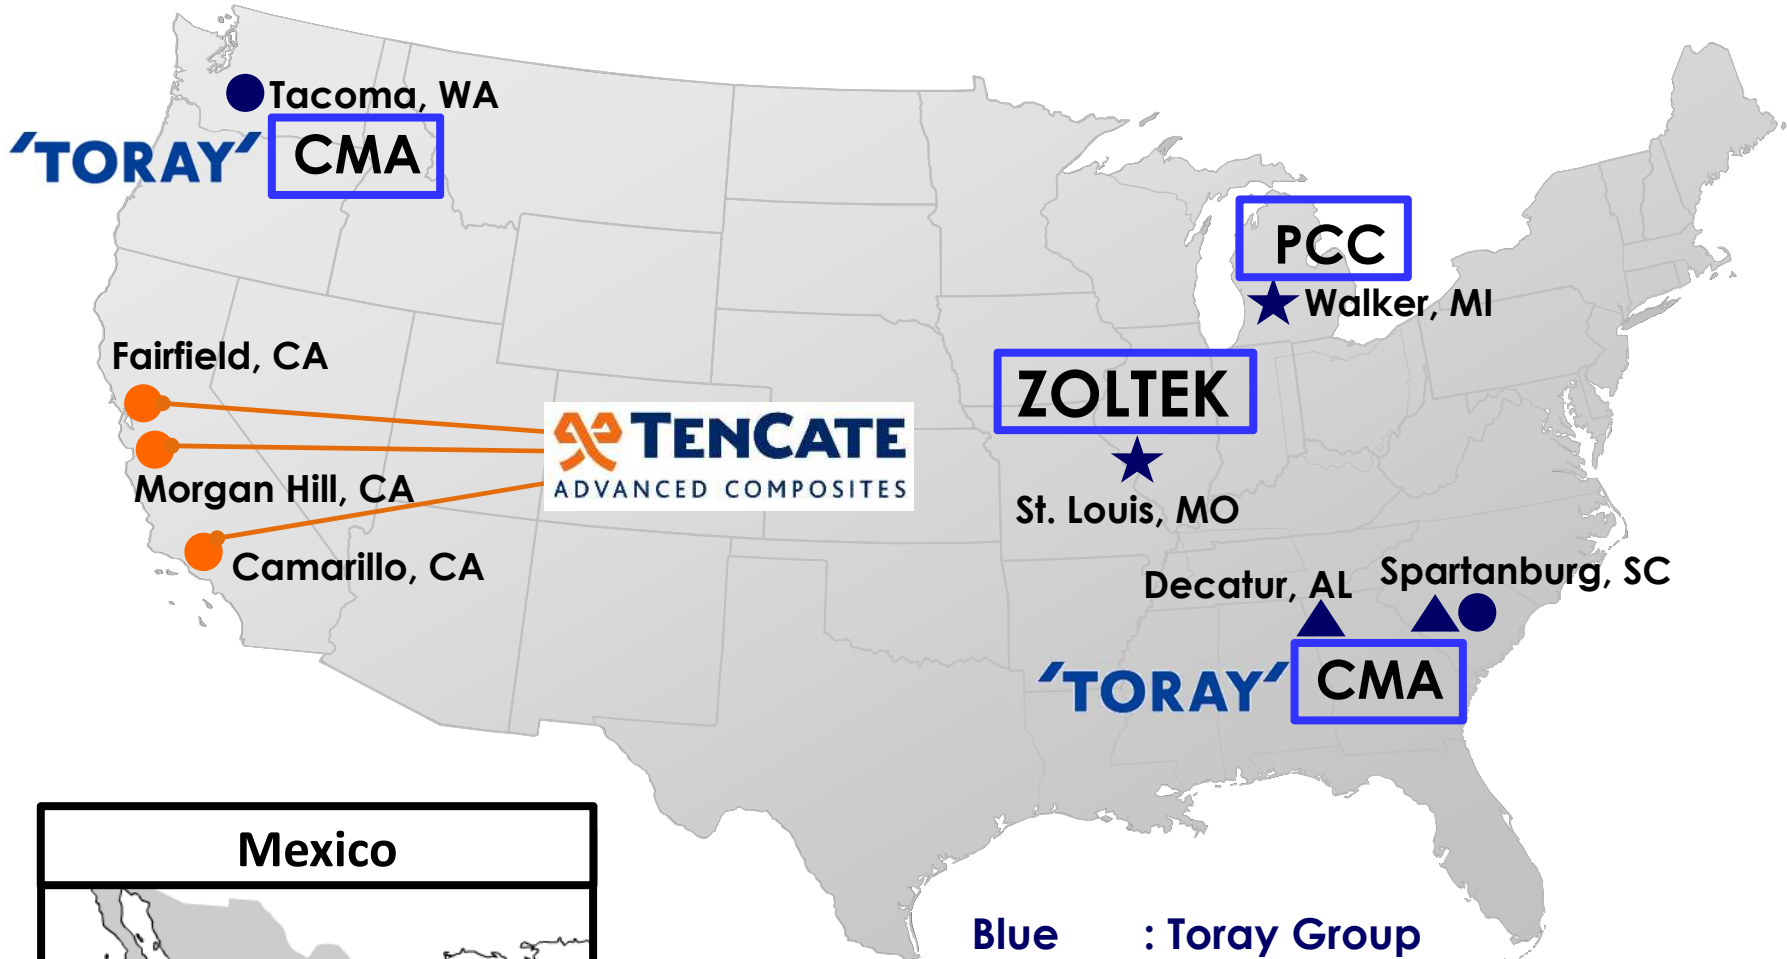 Tacoma, WA
'TORAY' CMA
PCC
Walker, MI
Fairfield, CA
ZOLTEK
TENCATE
ADVANCED COMPOSITES
Morgan Hill, CA
St. Louis, MO
Camarillo, CA
Decatur, AL
Spartanburg, SC
'TORAY' CMA
Mexico
Blue : Toray Group